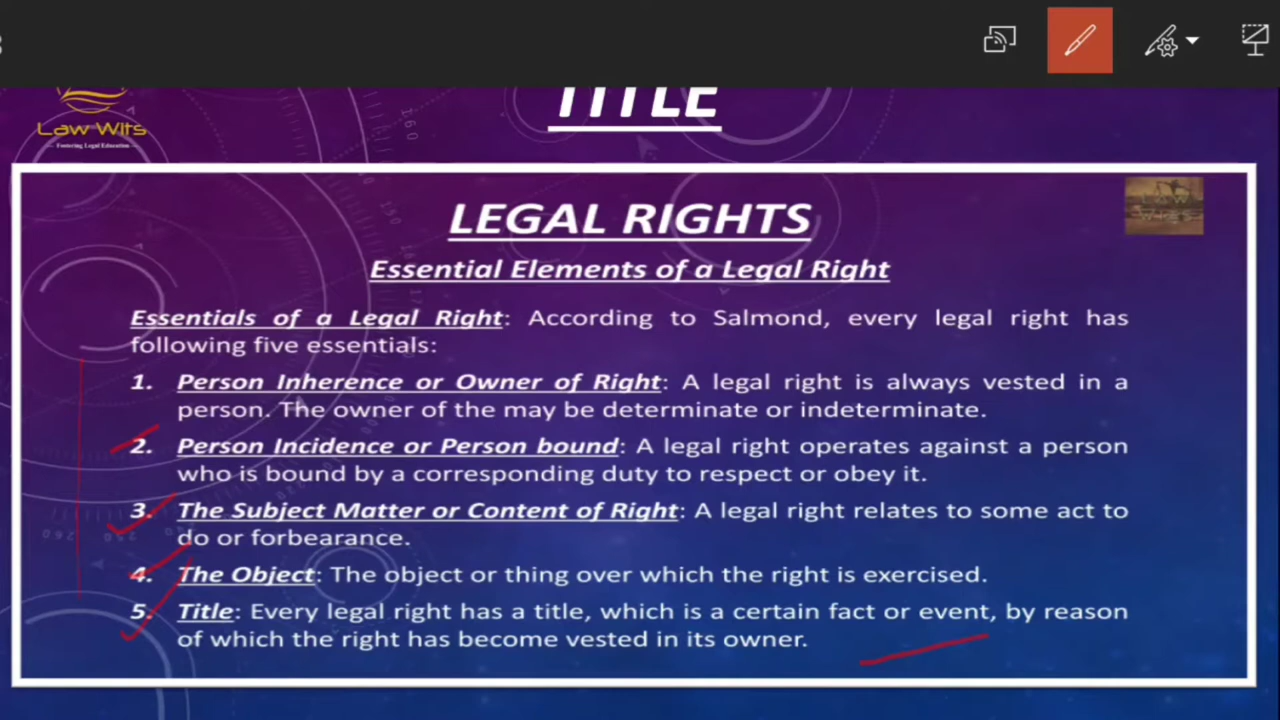 TITLE
Law Wits
Fostering Legal Education
LEGAL RIGHTS
Essential Elements of a Legal Right
Essentials of a Legal Right: According to Salmond, every legal right has
following five essentials:
1. Person Inherence or Owner of Right: A legal right is always vested in a
person. The owner of the may be determinate or indeterminate.
2. Person Incidence or Person bound: A legal right operates against a person
who is bound by a corresponding duty to respect or obey it.
3. The Subject Matter or Content of Right: A legal right relates to some act to
do or forbearance.
4. The Object: The object or thing over which the right is exercised.
5. Title: Every legal right has a title, which is a certain fact or event, by reason
of which the right has become vested in its owner.
160
190
260